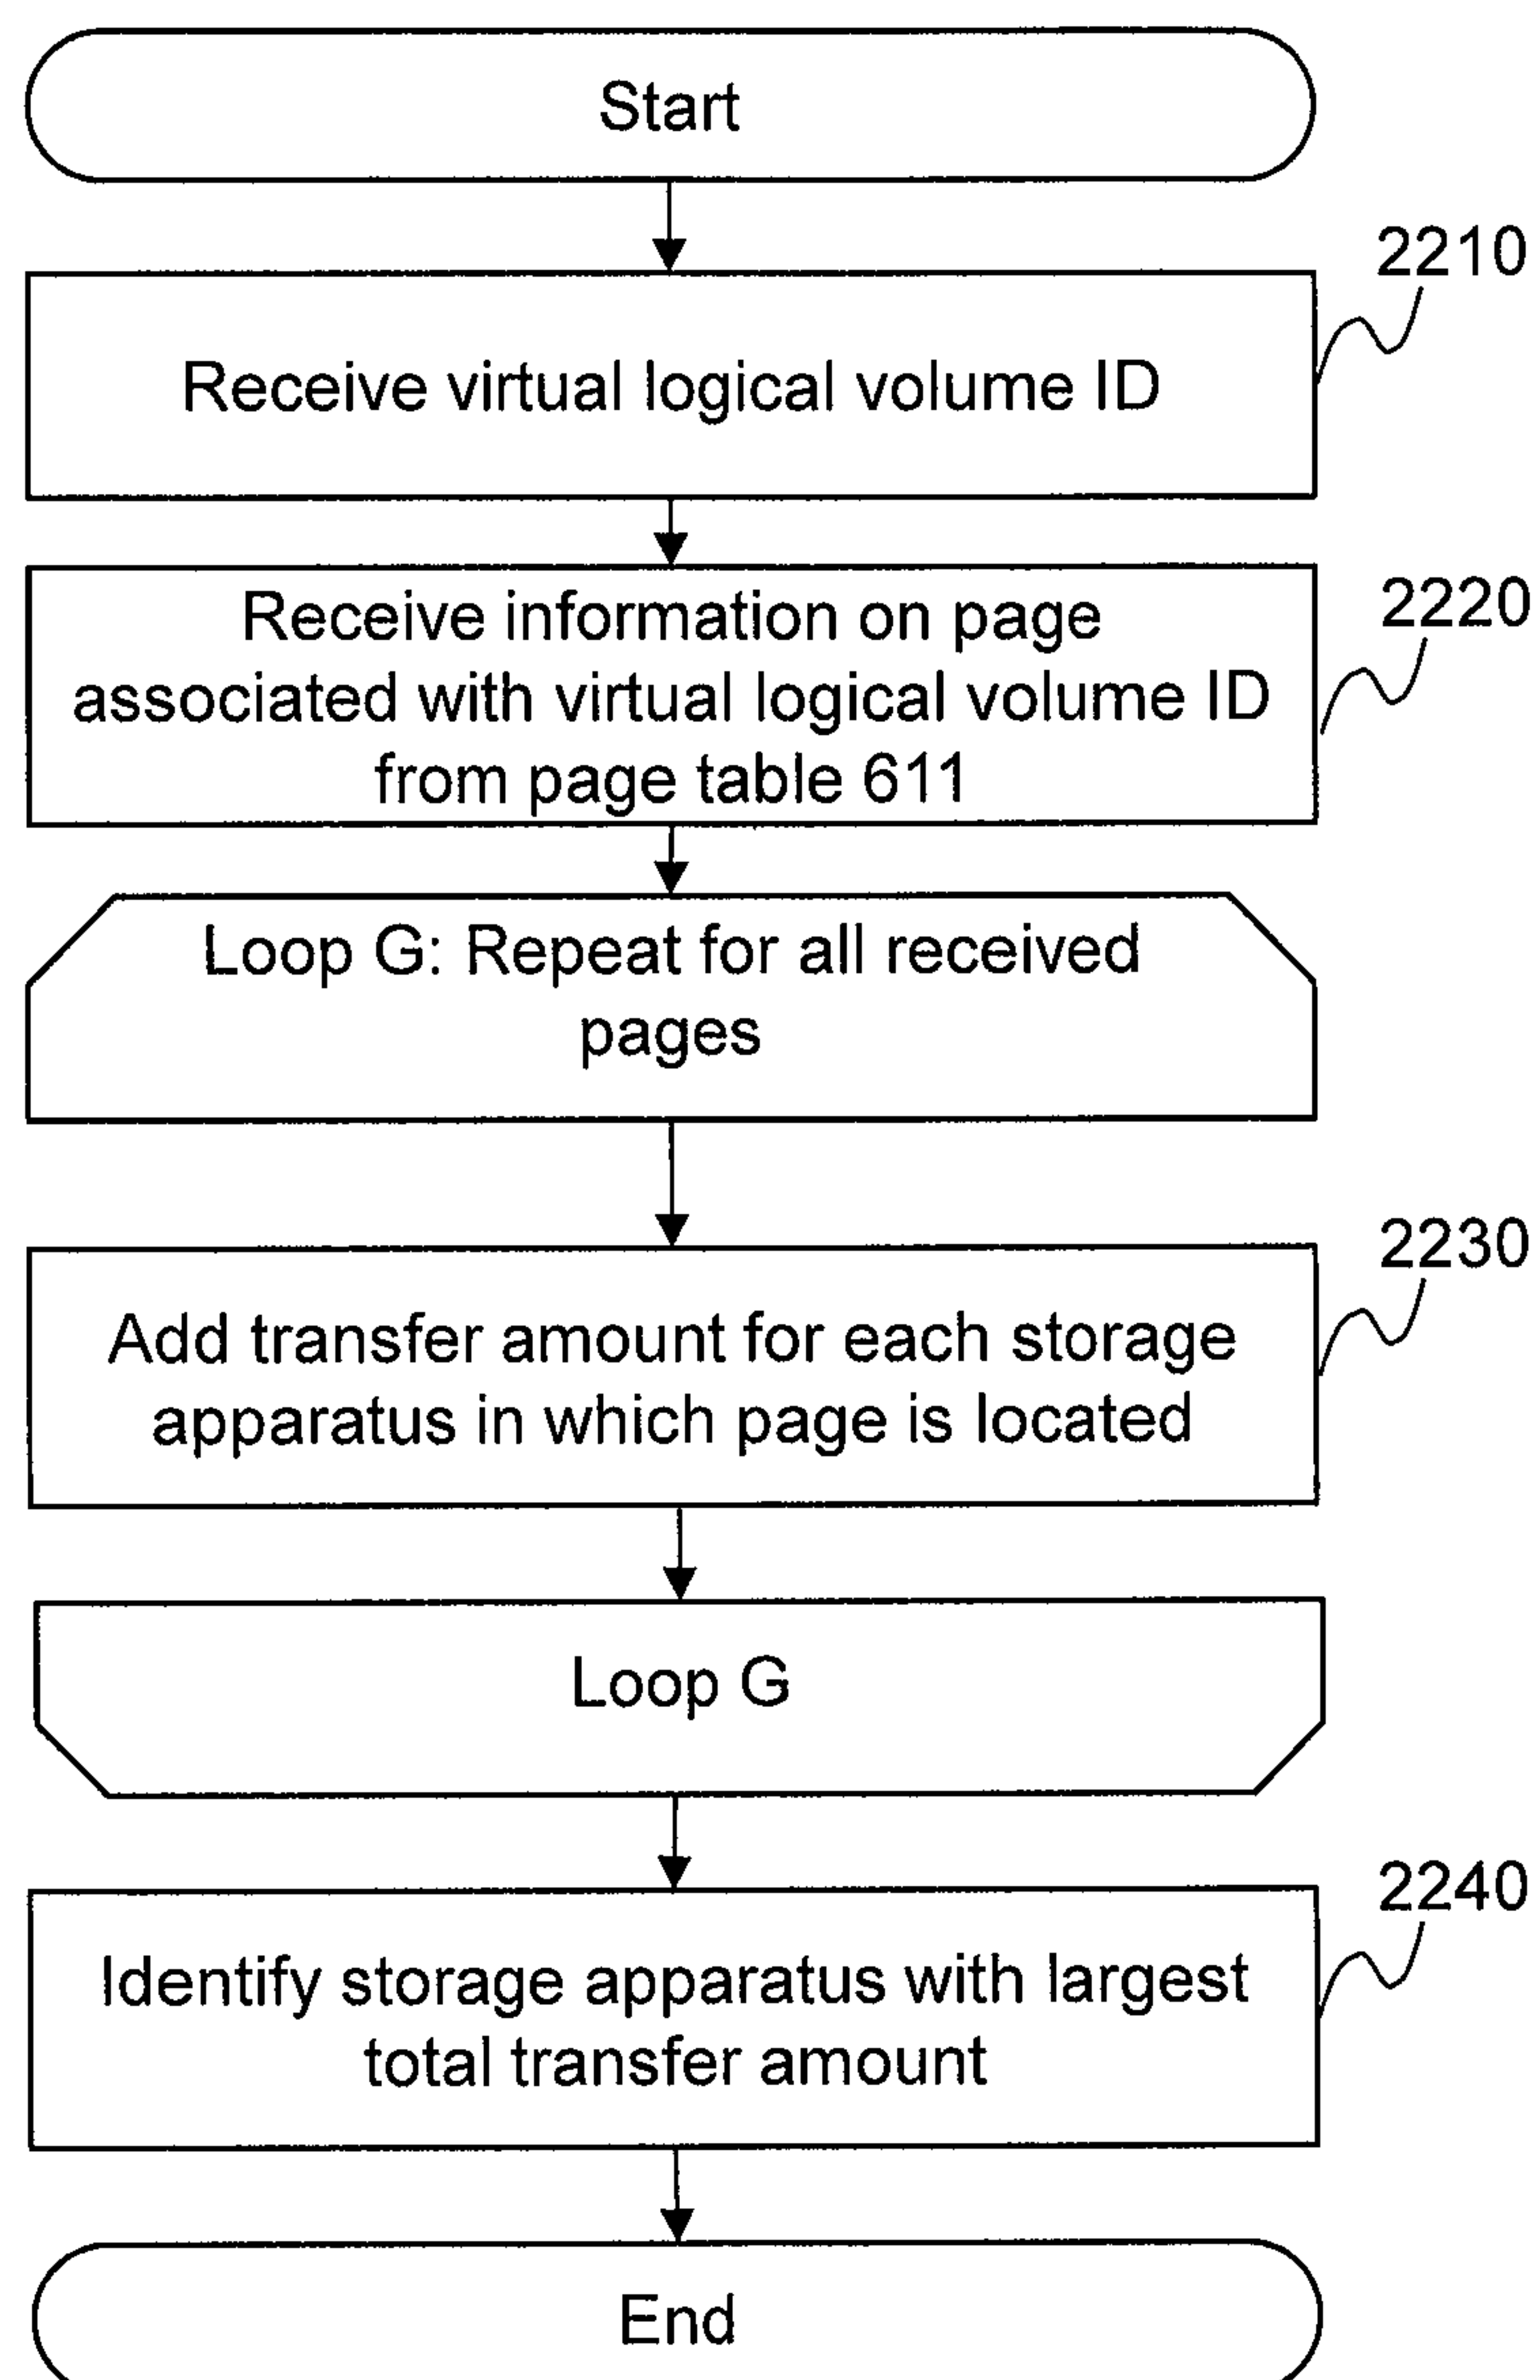 Start
2210
Receive virtual logical volume ID
2220
Receive information on page
associated with virtual logical volume ID
from page table 611
Loop G: Repeat for all received
pages
2230
Add transfer amount for each storage
apparatus in which page is located
Loop G
2240
Identify storage apparatus with largest
total transfer amount
End